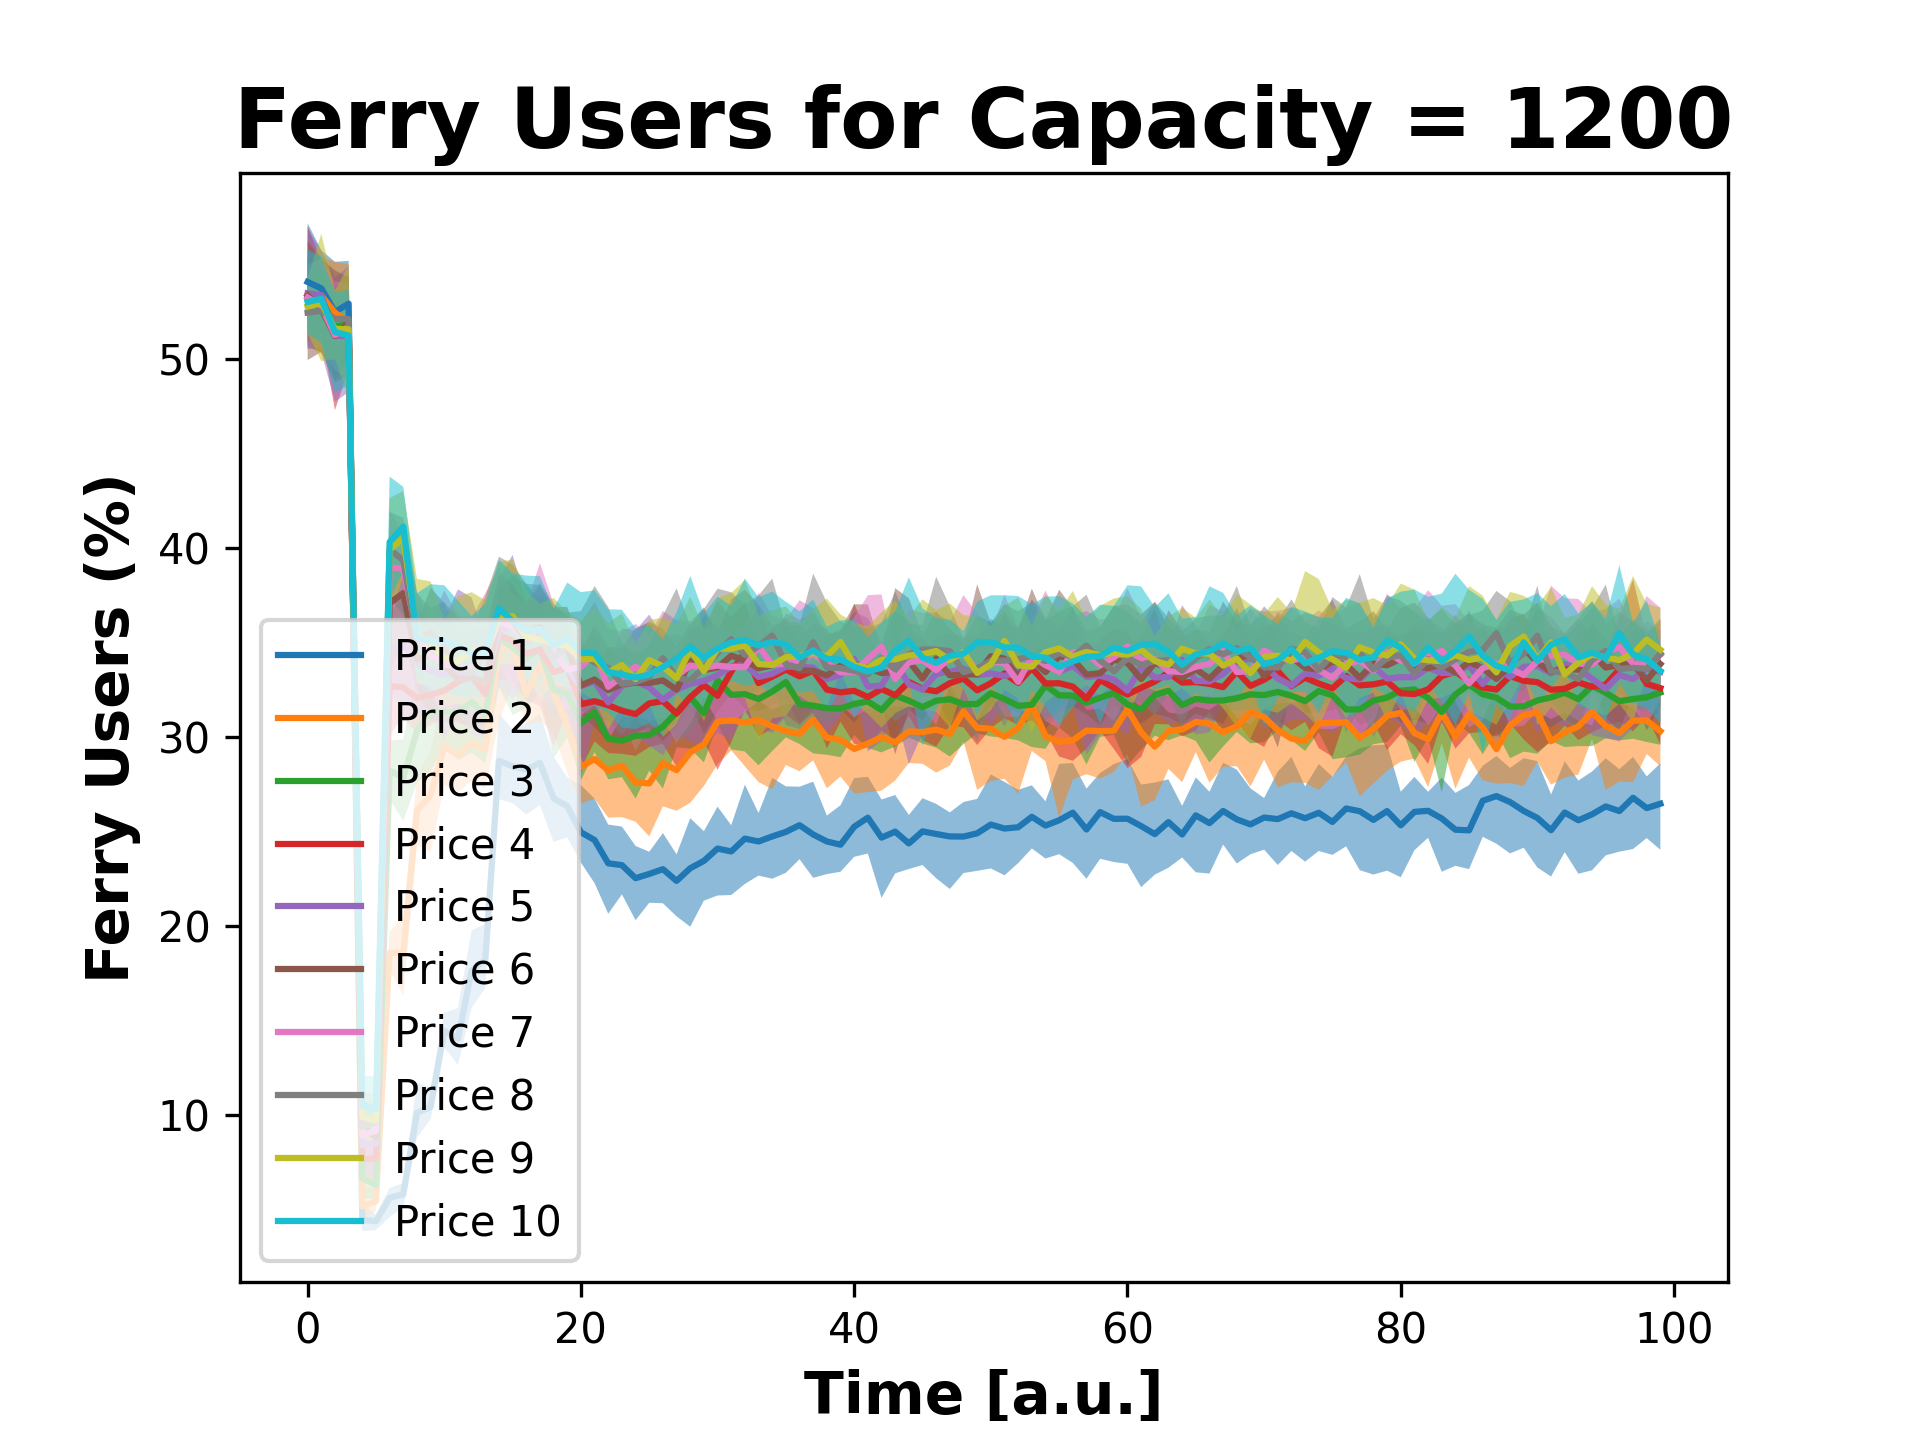 Ferry Users for Capacity = 1200
Ferry Users (%)
50
40
30
20
10
Price 1
Price 2
Price 3
Price 4
Price 5
Price 6
Price 7
Price 8
Price 9
Price 10
0 20 40 60 80 100
Time [a.u.]